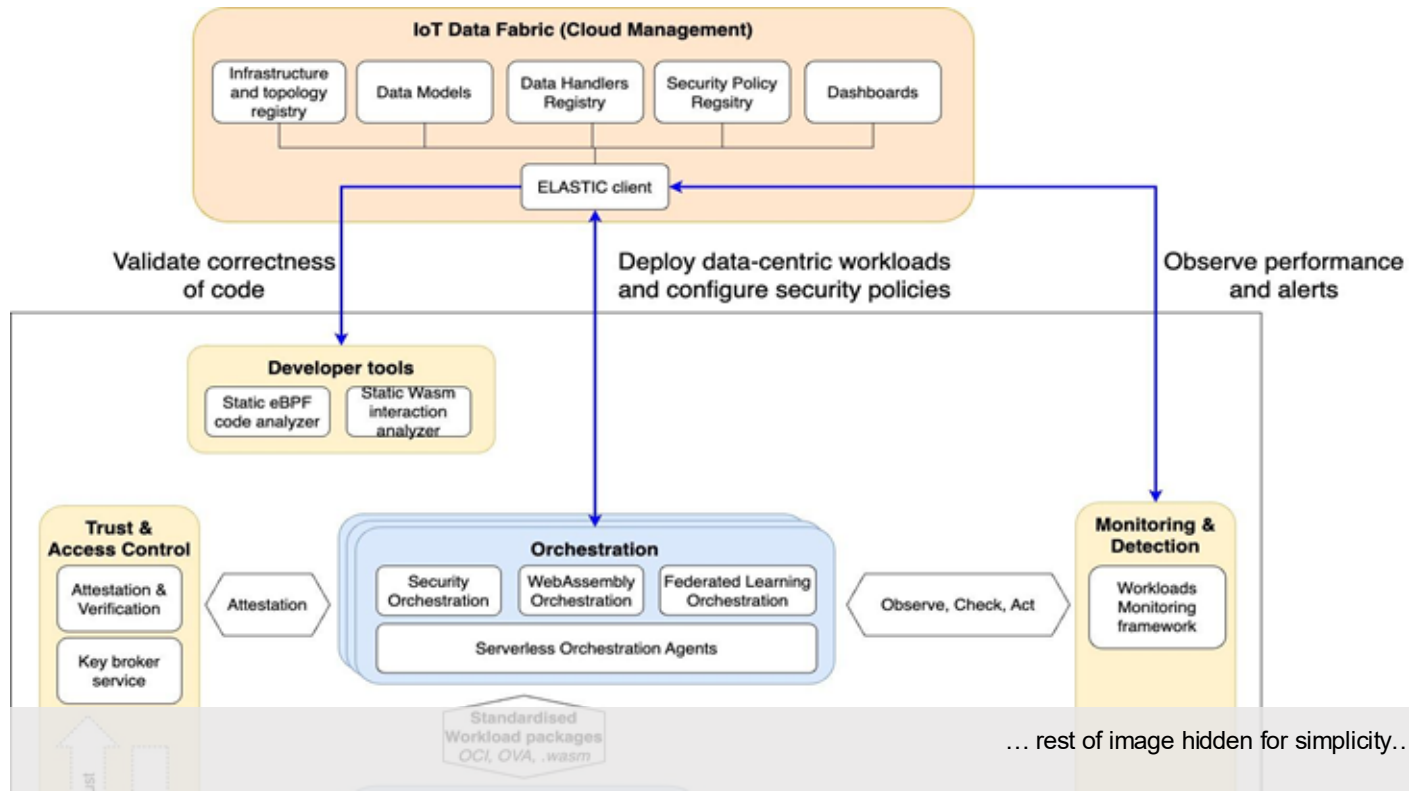 IoT Data Fabric (Cloud Management)
Infrastructure
and topology
registry
Data Models
Data Handlers
Registry
Security Policy
Regsitry
Dashboards
ELASTIC client
Validate correctness
of code
Deploy data-centric workloads
and configure security policies
Observe performance
and alerts
Developer tools
Static eBPF
code analyzer
Static Wasm
interaction
analyzer
Trust &
Access Control
Attestation &
Verification
Key broker
service
Attestation
Orchestration
Security
Orchestration
WebAssembly
Orchestration
Federated Learning
Orchestration
Serverless Orchestration Agents
Observe, Check, Act
Monitoring &
Detection
Workloads
Monitoring
framework
Standardised
Workload packages
OCI, OVA, .wasm
… rest of image hidden for simplicity..